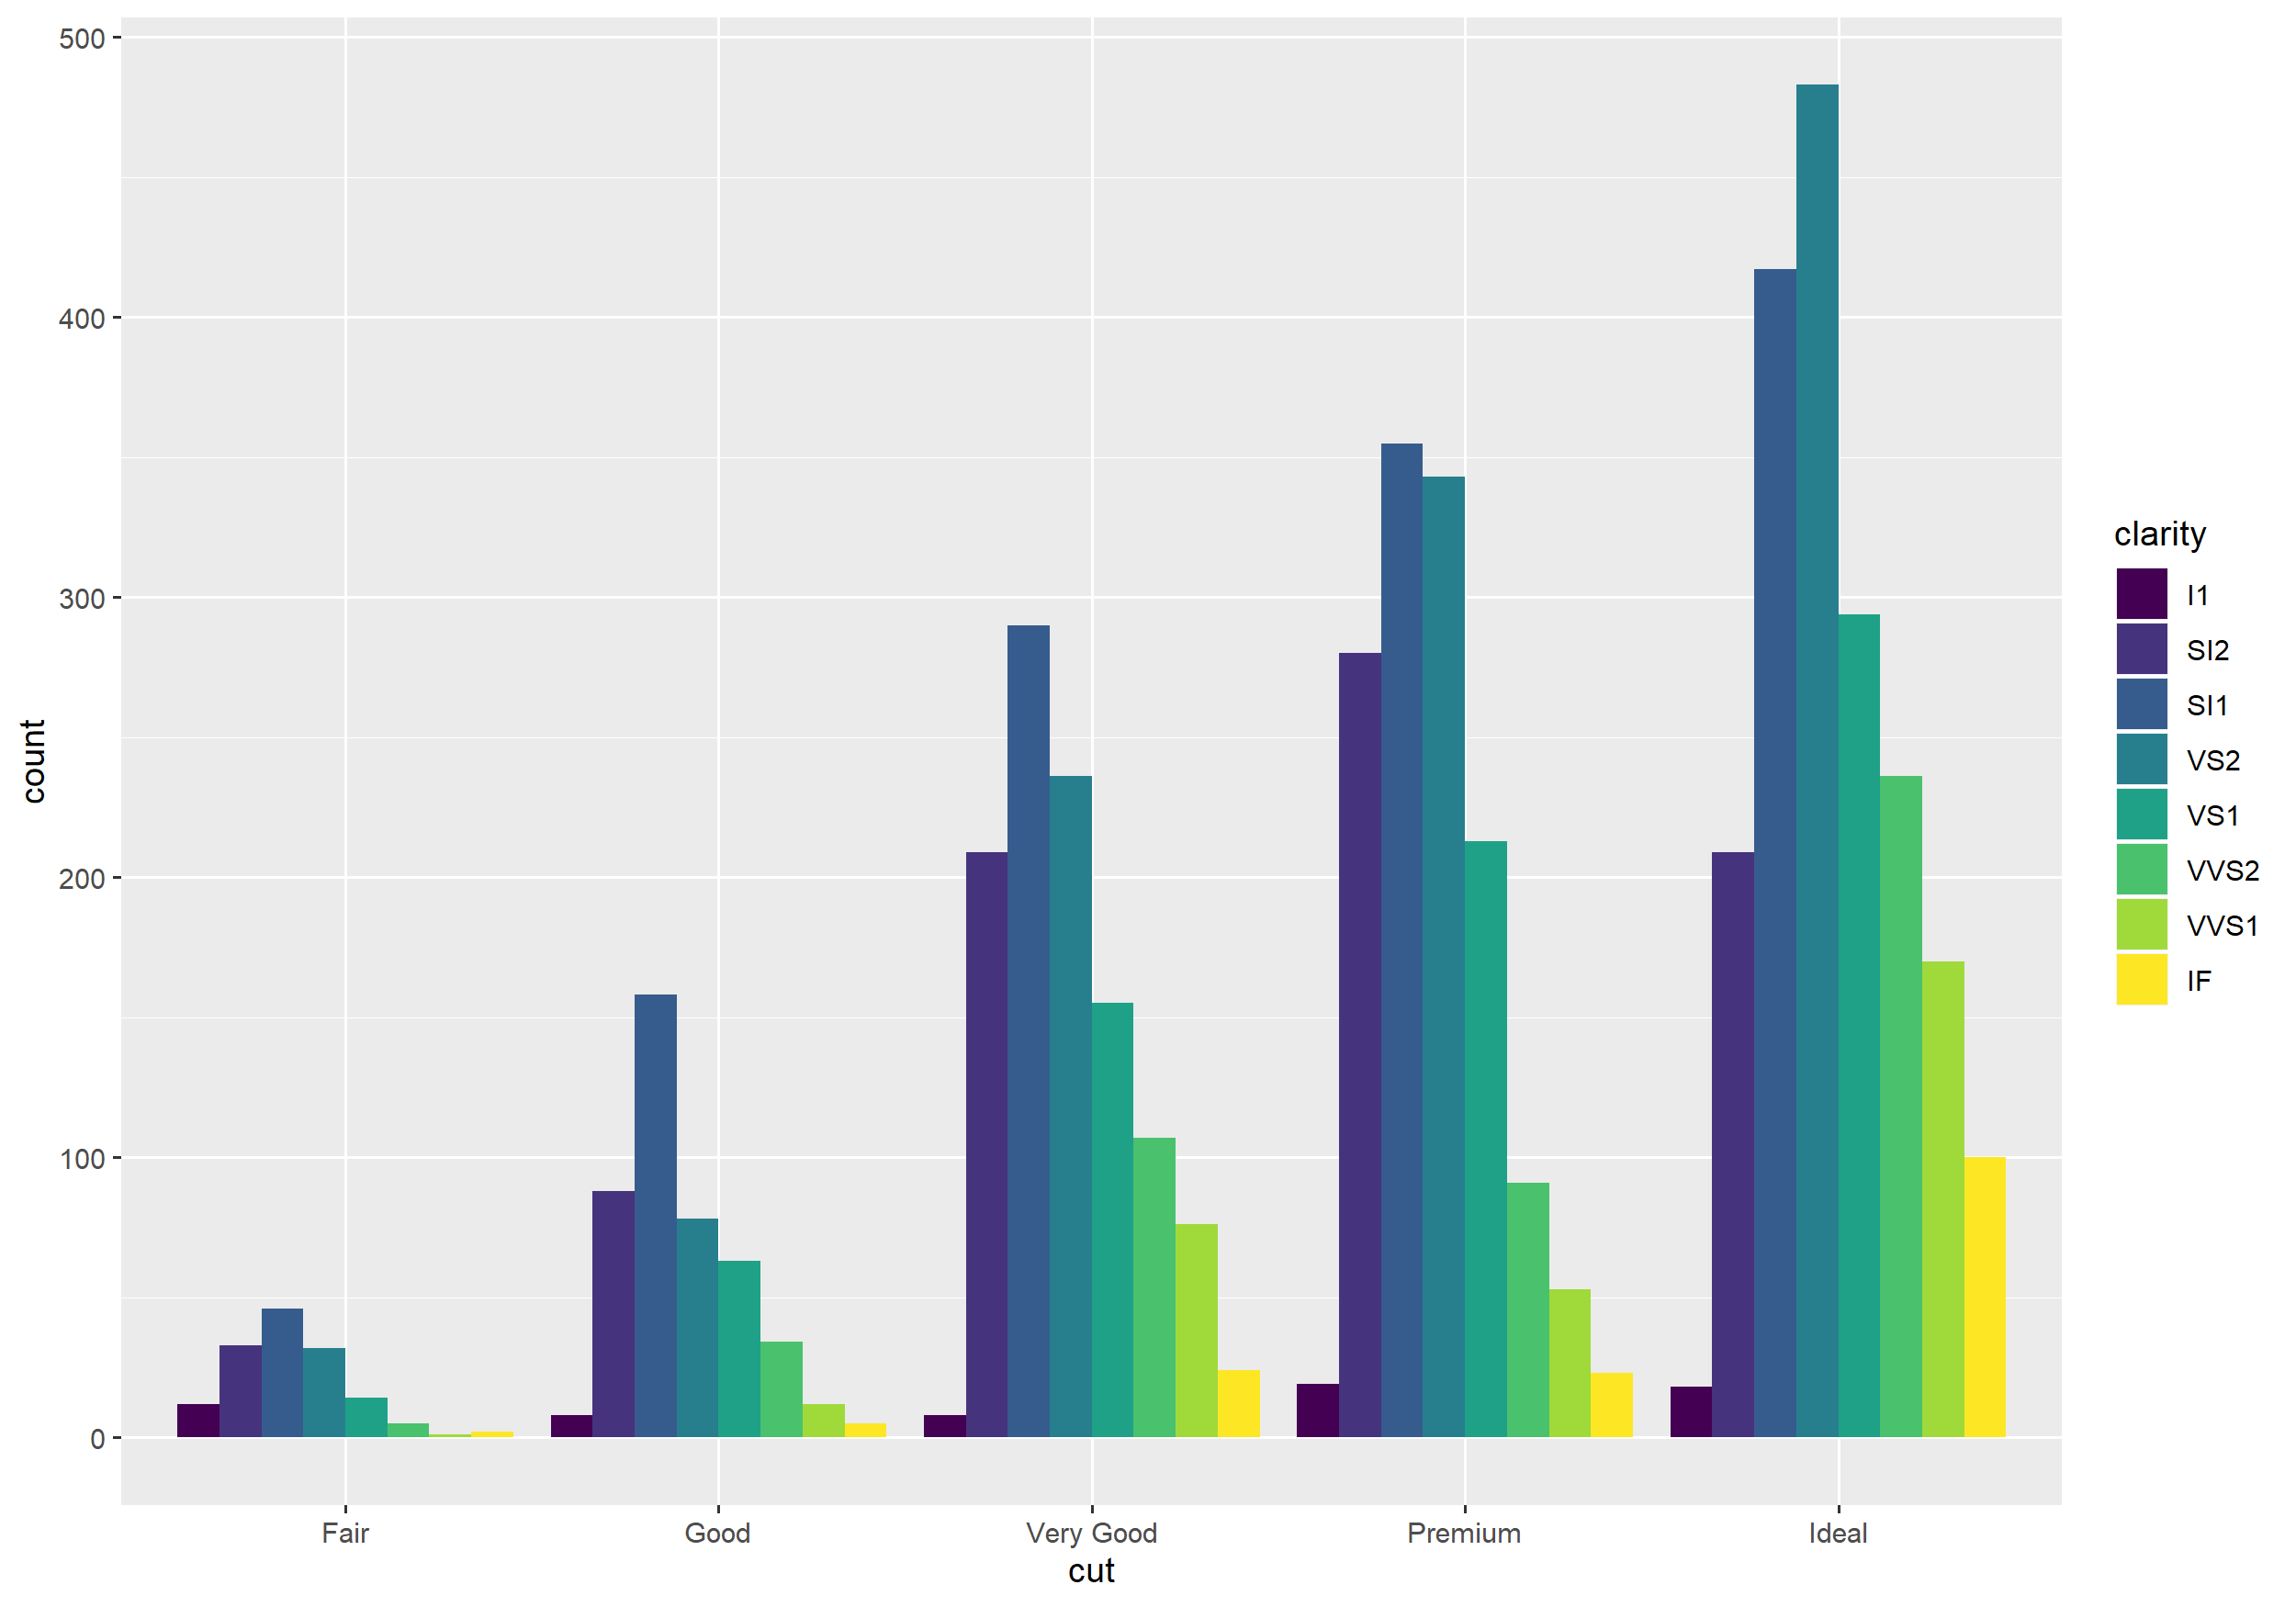 500
400
300
200
100
0
count
Fair
Good
Very Good
Premium
Ideal
cut
clarity
I1
SI2
SI1
VS2
VS1
VVS2
VVS1
IF